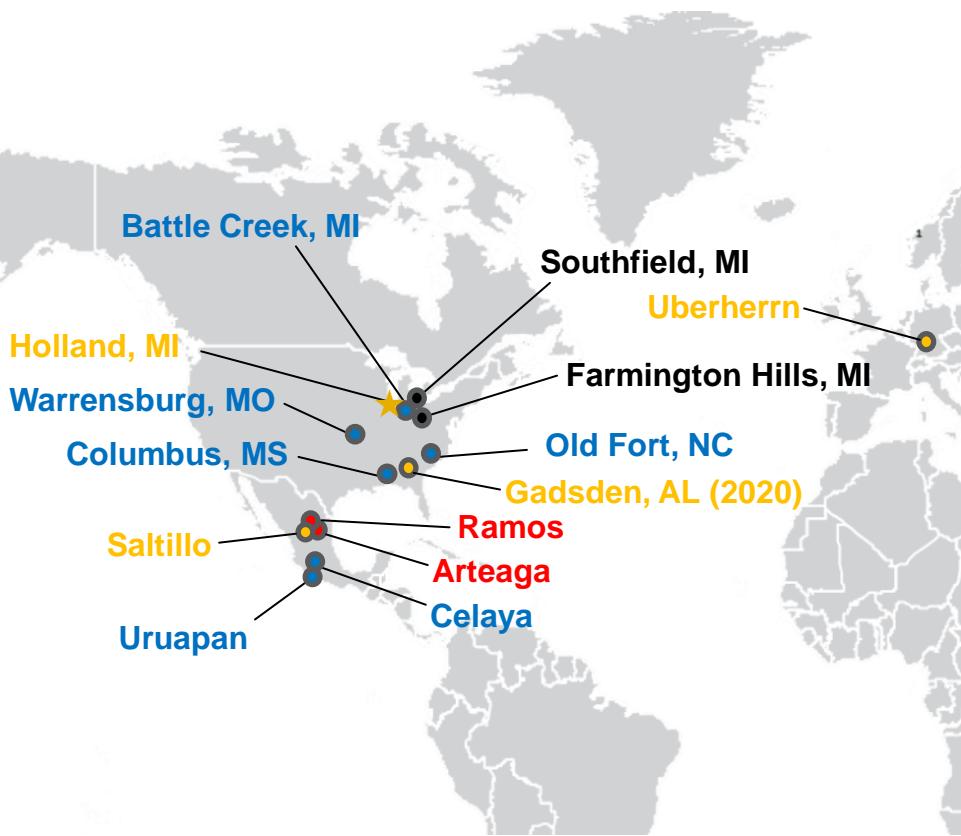 Battle Creek, MI
1
Southfield, MI
Uberherrn
Holland, MI
Farmington Hills, MI
Warrensburg, MO
Columbus, MS
Old Fort, NC
Gadsden, AL (2020)
Ramos
Saltillo
Arteaga
Celaya
Uruapan